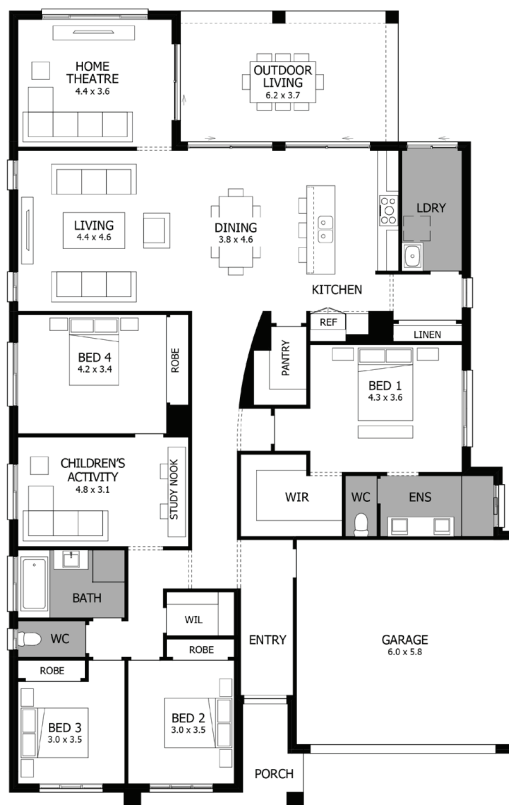 HOME
THEATRE
4.4 x 3.6
OUTDOOR
LIVING
6.2 x 3.7
LIVING
4.4 x 4.6
DINING
3.8 x 4.6
LDRY
KITCHEN
REF
LINEN
BED 4
4.2 x 3.4
ROBE
PANTRY
BED 1
4.3 x 3.6
CHILDREN'S
ACTIVITY
4.8 x 3.1
STUDY NOOK
WIR
WC
ENS
BATH
WIL
WC
ROBE
ROBE
ENTRY
GARAGE
6.0 x 5.8
BED 3
3.0 x 3.5
BED 2
3.0 x 3.5
PORCH